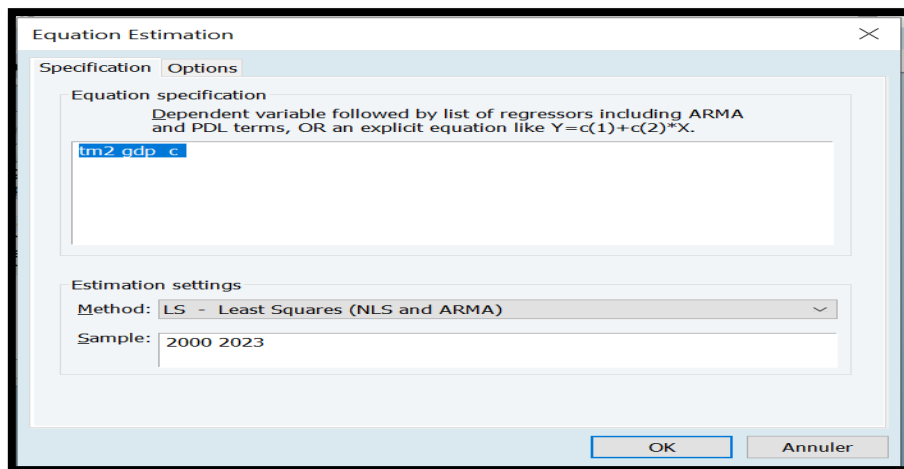 Equation Estimation
Specification Options
Equation specification
Dependent variable followed by list of regressors including ARMA
and PDL terms, OR an explicit equation like Y=c(1)+c(2)*X.
tm2 gdp c
Estimation settings
Method: LS - Least Squares (NLS and ARMA)
Sample: 2000 2023
OK Annuler